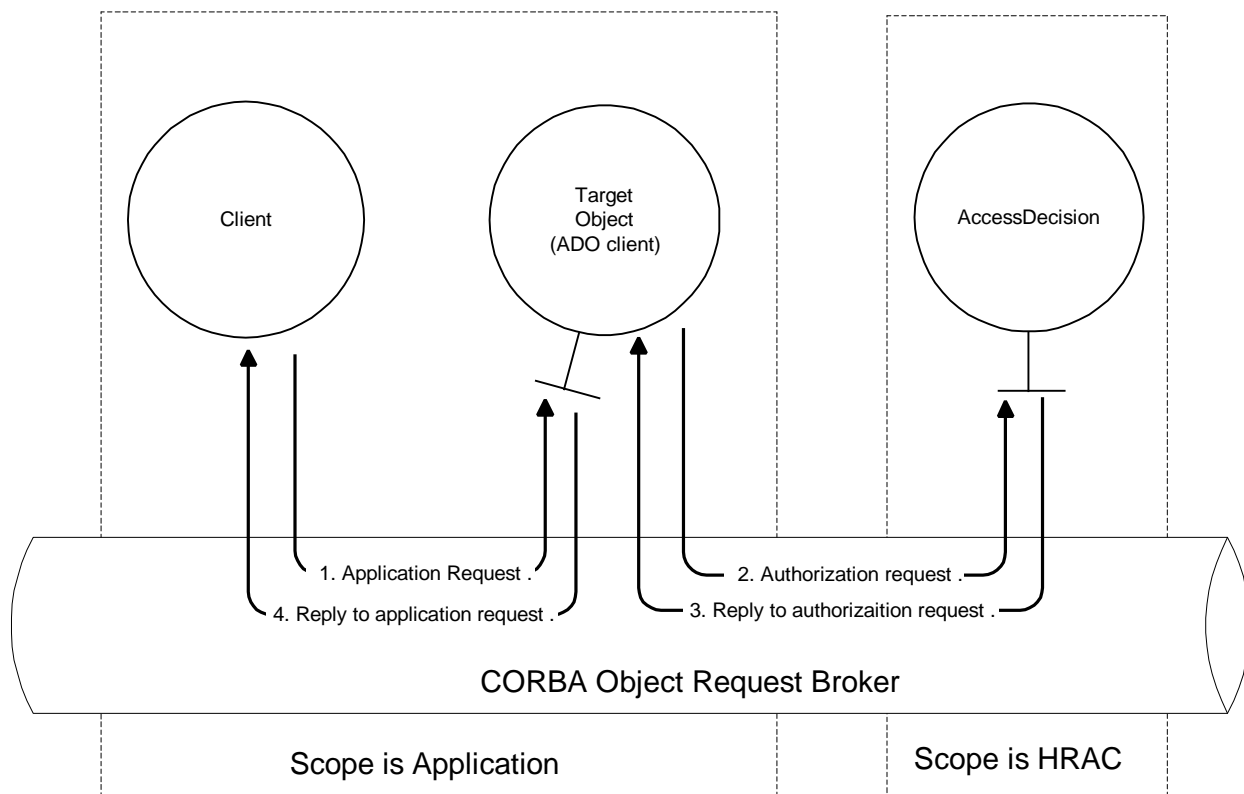 Client
Target
Object
(ADO client)
AccessDecision
1. Application Request .
2. Authorization request .
4. Reply to application request .
3. Reply to authorizaition request .
CORBA Object Request Broker
Scope is Application
Scope is HRAC